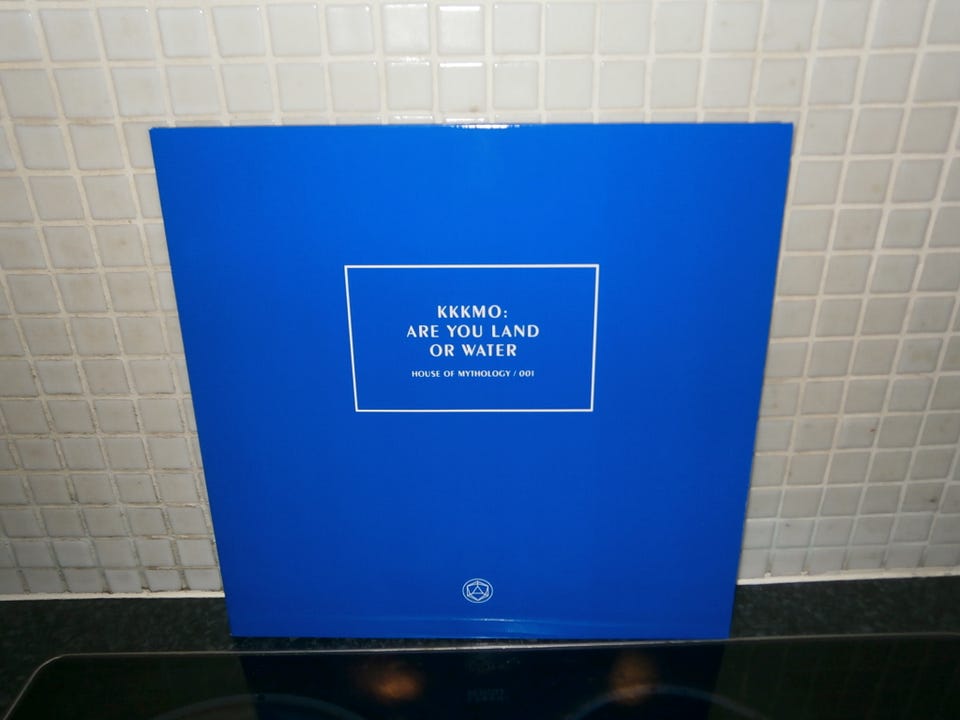 KKKMO:
ARE YOU LAND
OR WATER
HOUSE OF MYTHOLOGY / 001